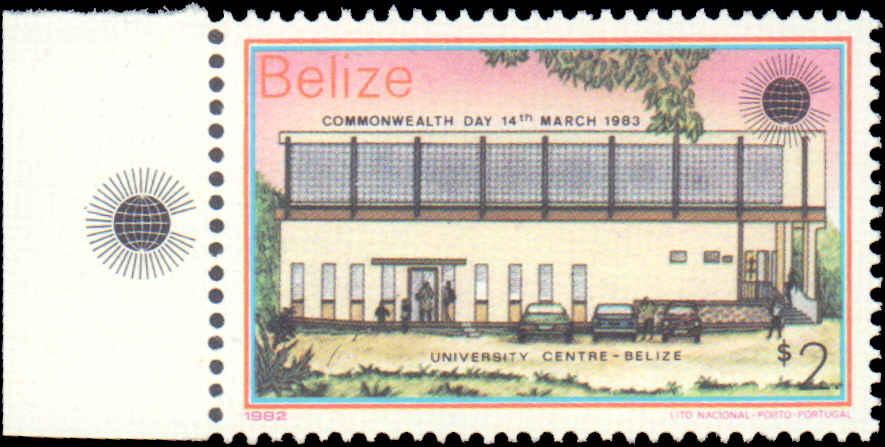 Belize
COMMONWEALTH DAY 14th MARCH 1983
UNIVERSITY CENTRE - BELIZE
$2
1982 LITO NACIONAL - PORTO - PORTUGAL